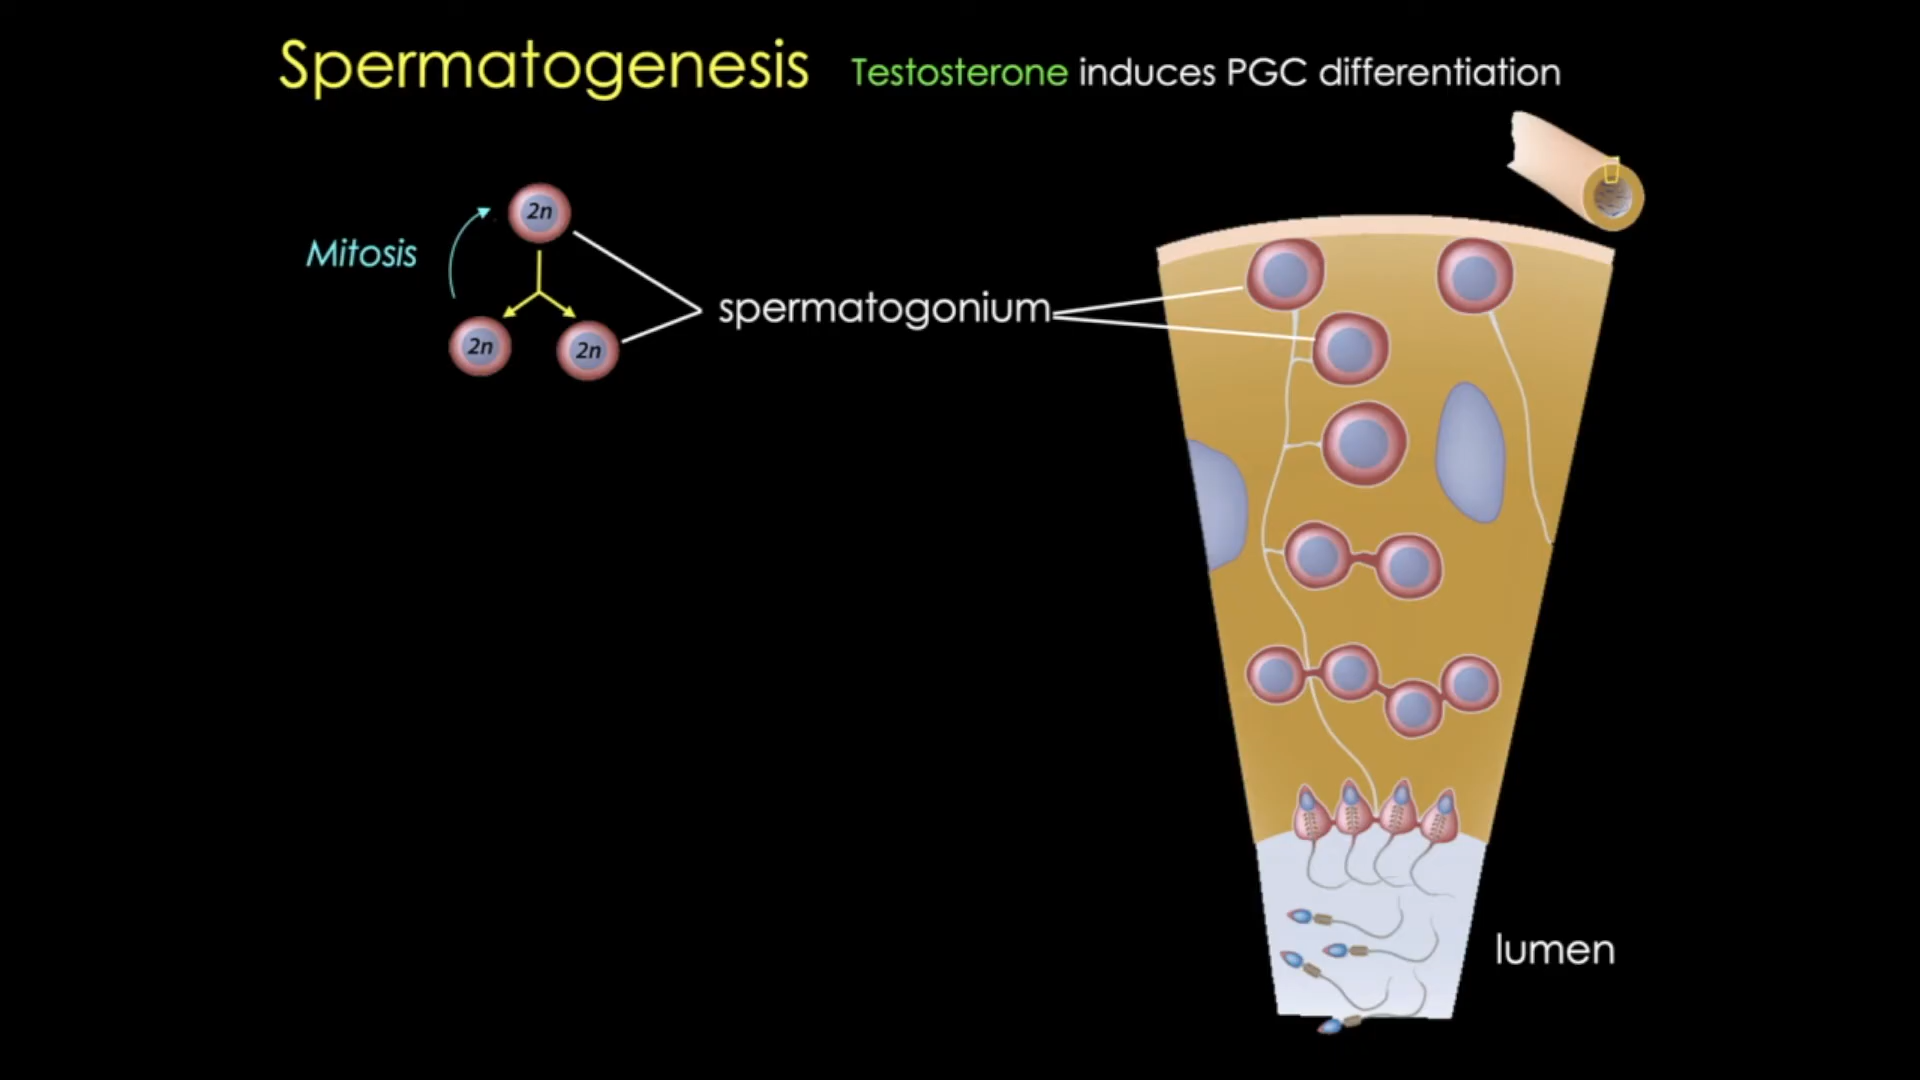 Spermatogenesis Testosterone induces PGC differentiation
2n
Mitosis
spermatogonium
2n
2n
lumen